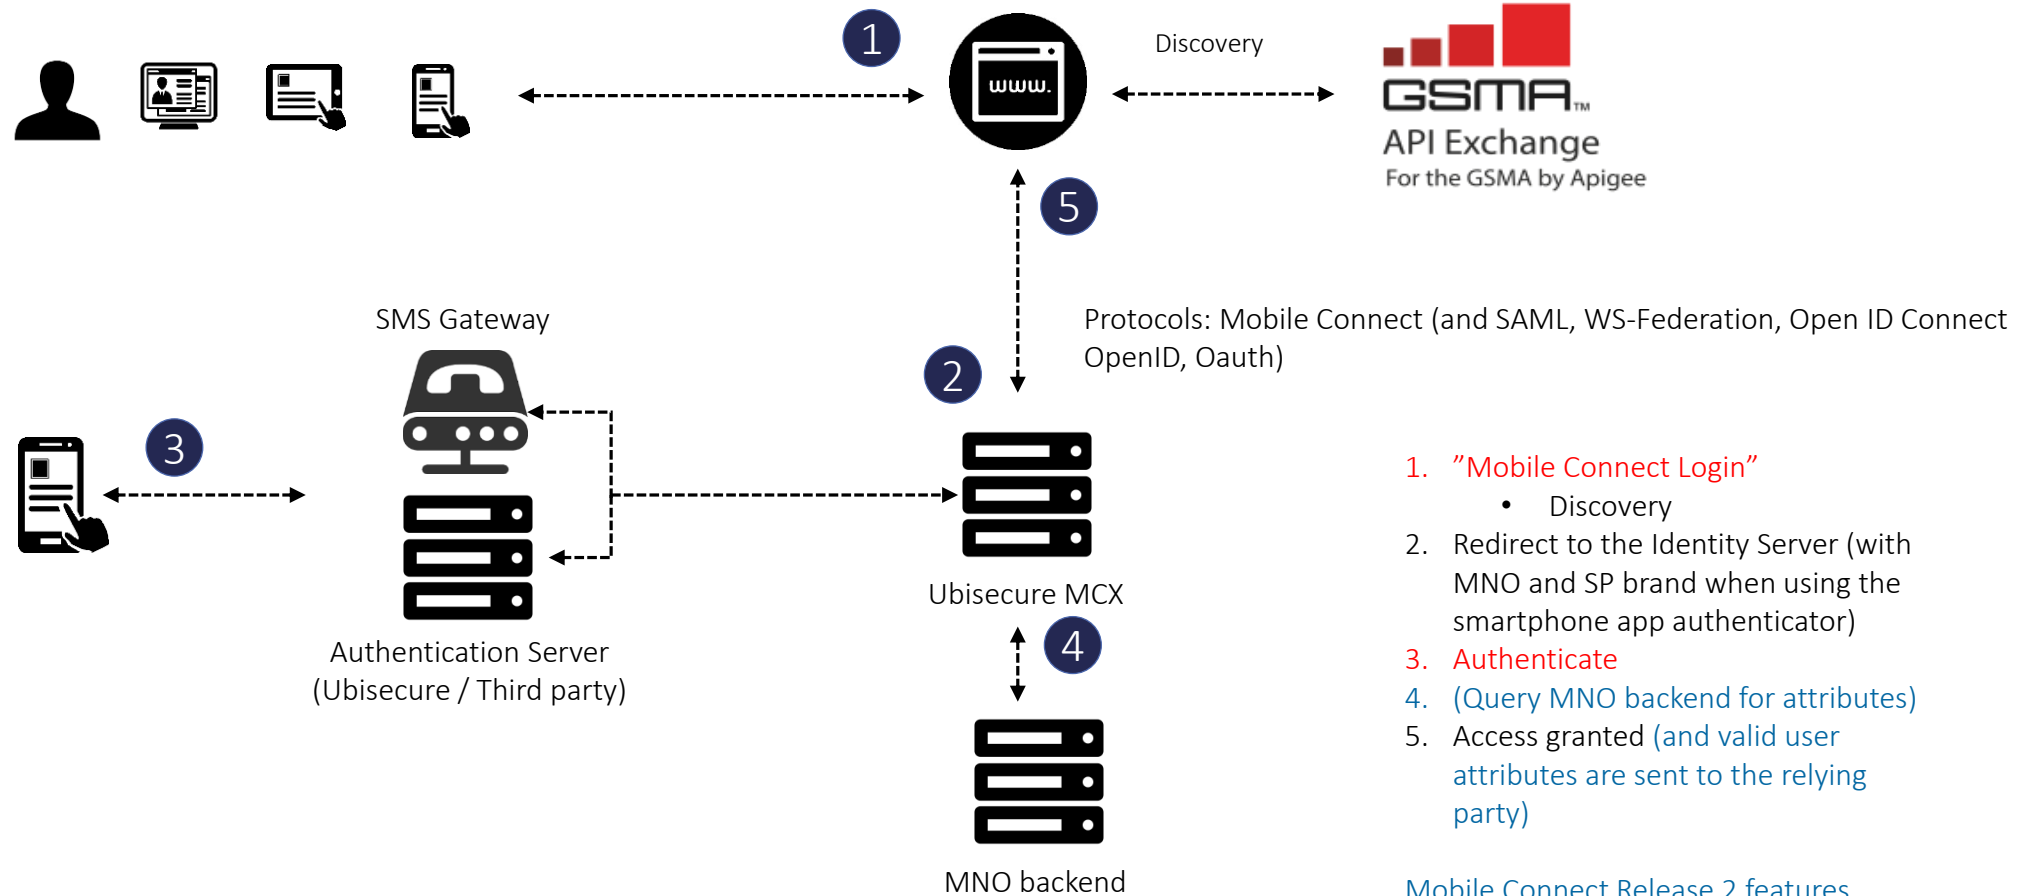 1
www.
Discovery
GSMA™
API Exchange
For the GSMA by Apigee
5
SMS Gateway
Protocols: Mobile Connect (and SAML, WS-Federation, Open ID Connect
OpenID, Oauth)
2
3
Ubisecure MCX
Authentication Server
(Ubisecure / Third party)
4
MNO backend
1. ”Mobile Connect Login”
• Discovery
2. Redirect to the Identity Server (with
MNO and SP brand when using the
smartphone app authenticator)
3. Authenticate
4. (Query MNO backend for attributes)
5. Access granted (and valid user
attributes are sent to the relying
party)
Mobile Connect Release 2 features